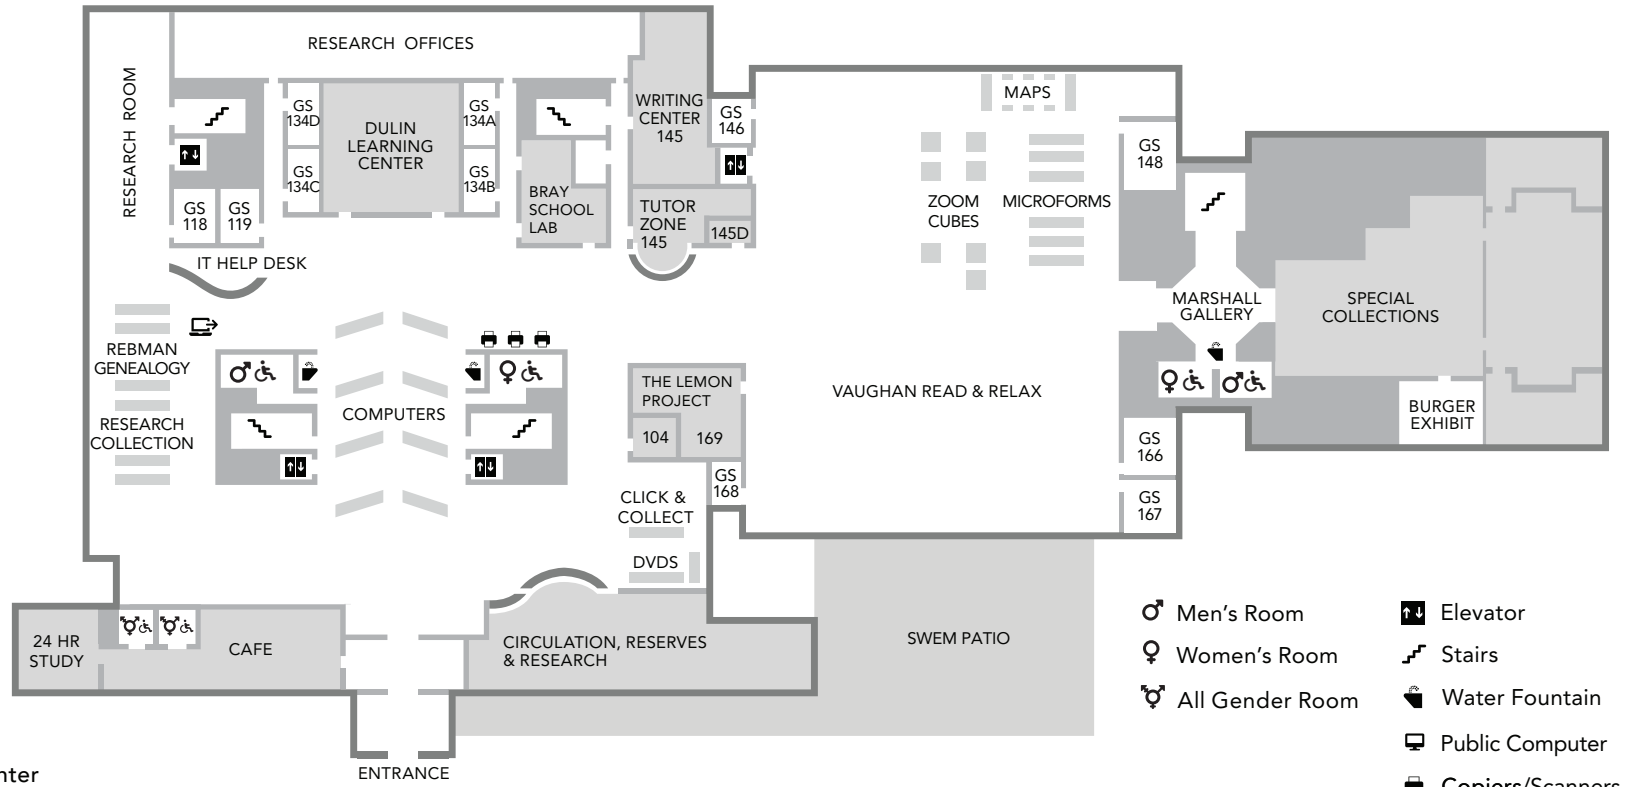 RESEARCH OFFICES
RESEARCH ROOM
GS
134D
GS
134C
DULIN
LEARNING
CENTER
GS
134A
GS
134B
GS
118
GS
119
IT HELP DESK
BRAY
SCHOOL
LAB
WRITING
CENTER
145
GS
146
TUTOR
ZONE
145
145D
MAPS
ZOOM
CUBES
MICROFORMS
GS
148
MARSHALL
GALLERY
SPECIAL
COLLECTIONS
BURGER
EXHIBIT
REBMAN
GENEALOGY
RESEARCH
COLLECTION
COMPUTERS
THE LEMON
PROJECT
104
169
GS
168
VAUGHAN READ & RELAX
GS
166
GS
167
CLICK &
COLLECT
DVDS
24 HR
STUDY
CAFE
CIRCULATION, RESERVES
& RESEARCH
SWEM PATIO
ENTRANCE
Men's Room
Women's Room
All Gender Room
Elevator
Stairs
Water Fountain
Public Computer
Copiers/Scanners
nter